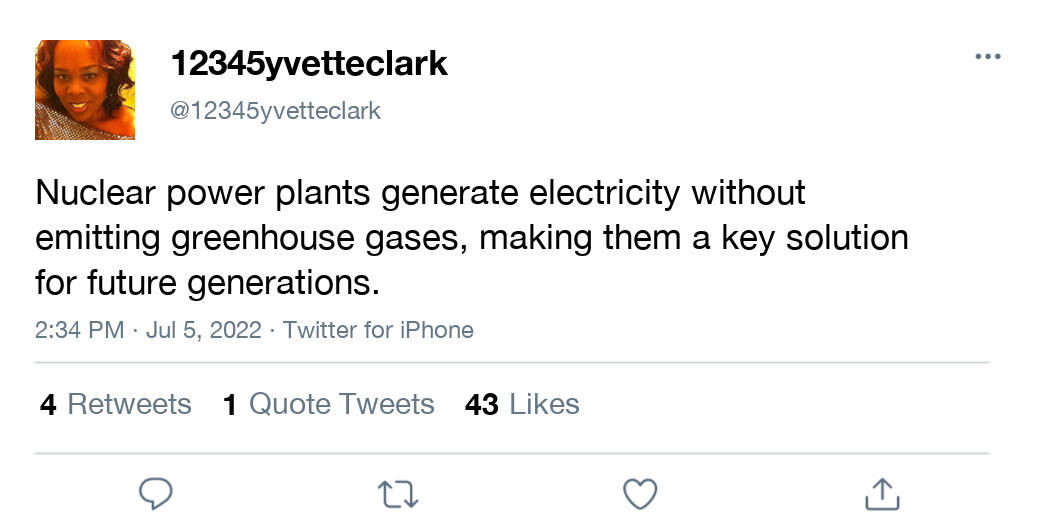 12345yvetteclark
@12345yvetteclark
Nuclear power plants generate electricity without
emitting greenhouse gases, making them a key solution
for future generations.
2:34 PM · Jul 5, 2022 · Twitter for iPhone
4 Retweets 1 Quote Tweets 43 Likes